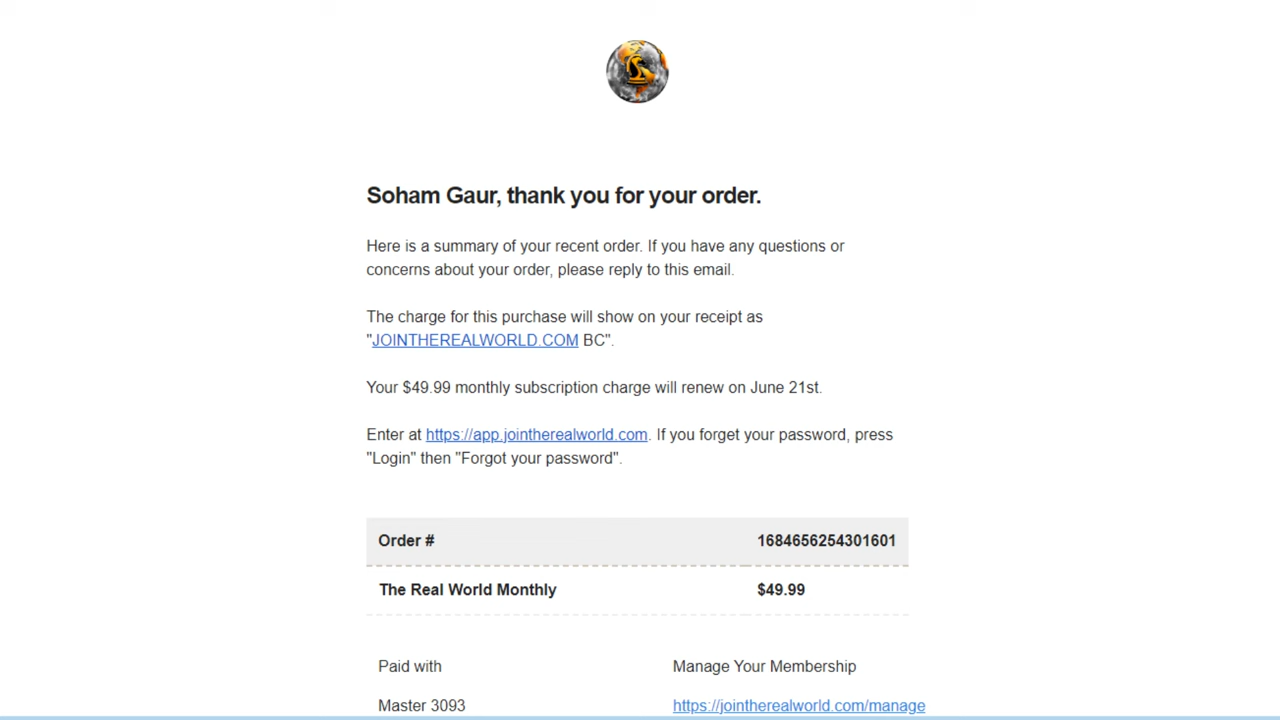 Soham Gaur, thank you for your order.
Here is a summary of your recent order. If you have any questions or
concerns about your order, please reply to this email.
The charge for this purchase will show on your receipt as
"JOINTHEREALWORLD.COM BC".
Your $49.99 monthly subscription charge will renew on June 21st.
Enter at https://app.jointherealworld.com. If you forget your password, press
"Login" then "Forgot your password".
Order # 1684656254301601
The Real World Monthly $49.99
Paid with Manage Your Membership
Master 3093 https://jointherealworld.com/manage